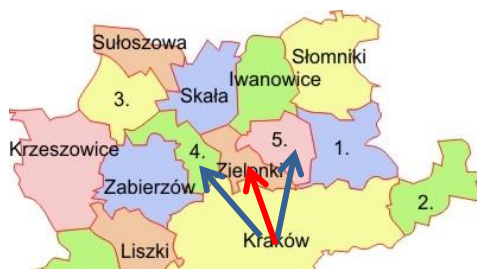 Sułoszowa
Słomniki
Iwanowice
Skała
3.
Krzeszowice
4.
5.
1.
Zielonki
Zabierzów
2.
Liszki
Kraków